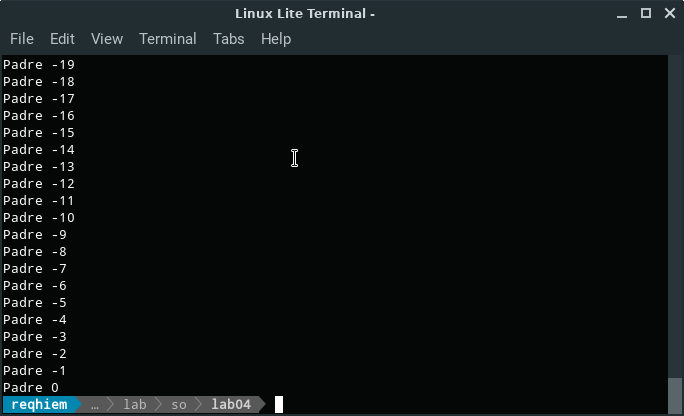 Linux Lite Terminal -
File Edit View Terminal Tabs Help
Padre -19
Padre -18
Padre -17
Padre -16
Padre -15
Padre -14
Padre -13
Padre -12
Padre -11
Padre -10
Padre -9
Padre -8
Padre -7
Padre -6
Padre -5
Padre -4
Padre -3
Padre -2
Padre -1
Padre 0
reqhiem … lab so lab04